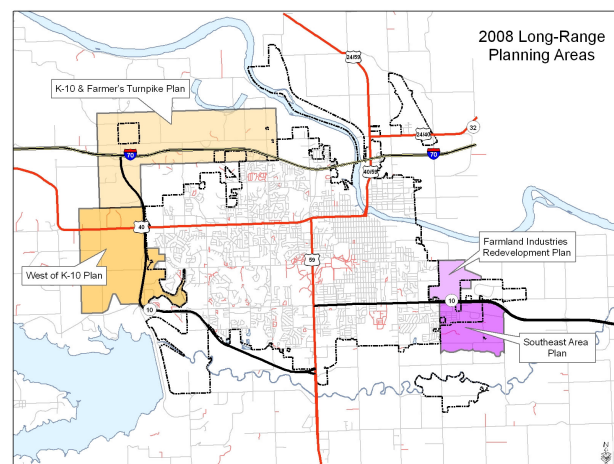 2008 Long-Range
Planning Areas
24/59
K-10 & Farmer's Turnpike Plan
32
24/40
70
70
40/59
40
Farmland Industries
Redevelopment Plan
59
West of K-10 Plan
10
10
Southeast Area
Plan
N